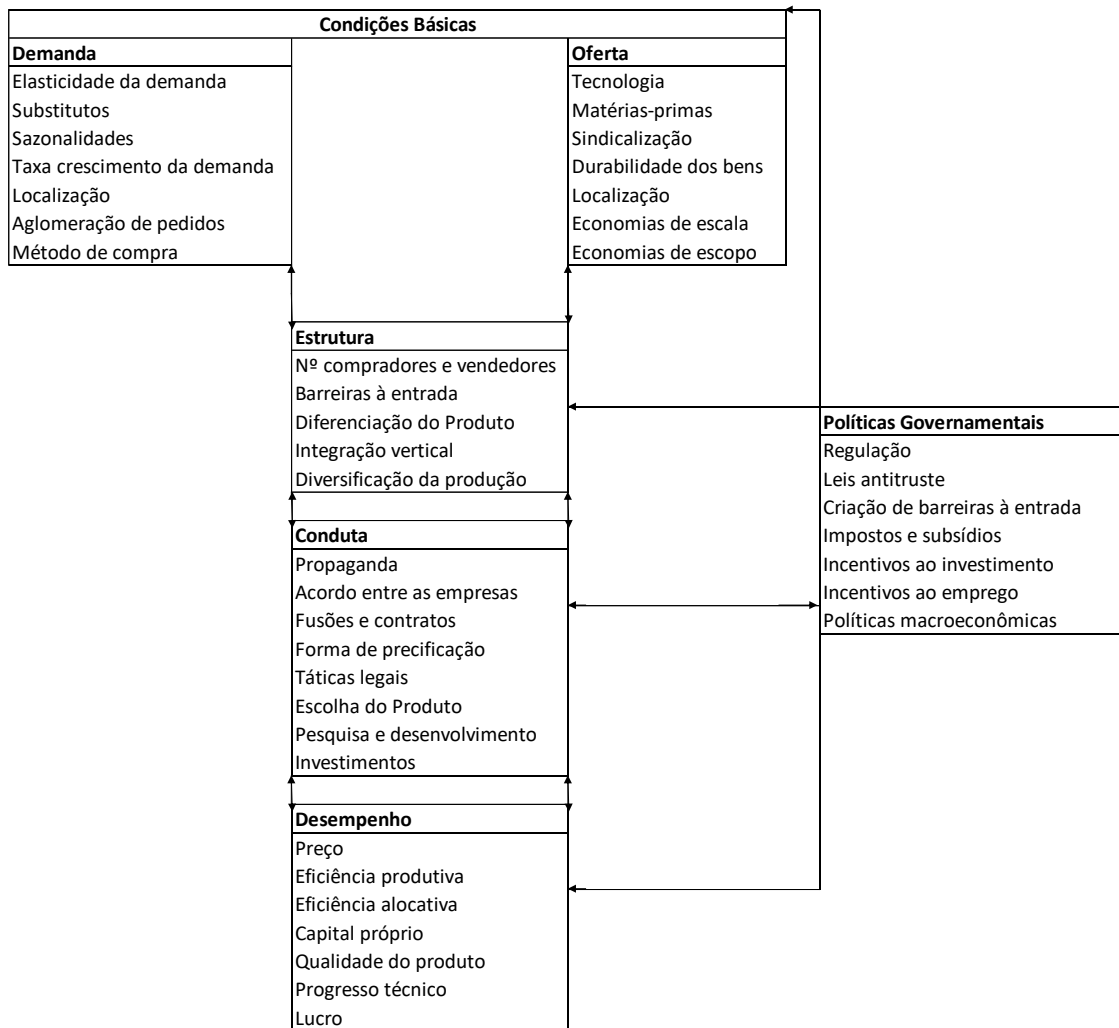 Condições Básicas
Demanda
Elasticidade da demanda
Substitutos
Sazonalidades
Taxa crescimento da demanda
Localização
Aglomeração de pedidos
Método de compra
Oferta
Tecnologia
Matérias-primas
Sindicalização
Durabilidade dos bens
Localização
Economias de escala
Economias de escopo
Estrutura
Nº compradores e vendedores
Barreiras à entrada
Diferenciação do Produto
Integração vertical
Diversificação da produção
Conduta
Propaganda
Acordo entre as empresas
Fusões e contratos
Forma de precificação
Táticas legais
Escolha do Produto
Pesquisa e desenvolvimento
Investimentos
Desempenho
Preço
Eficiência produtiva
Eficiência alocativa
Capital próprio
Qualidade do produto
Progresso técnico
Lucro
Políticas Governamentais
Regulação
Leis antitruste
Criação de barreiras à entrada
Impostos e subsídios
Incentivos ao investimento
Incentivos ao emprego
Políticas macroeconômicas